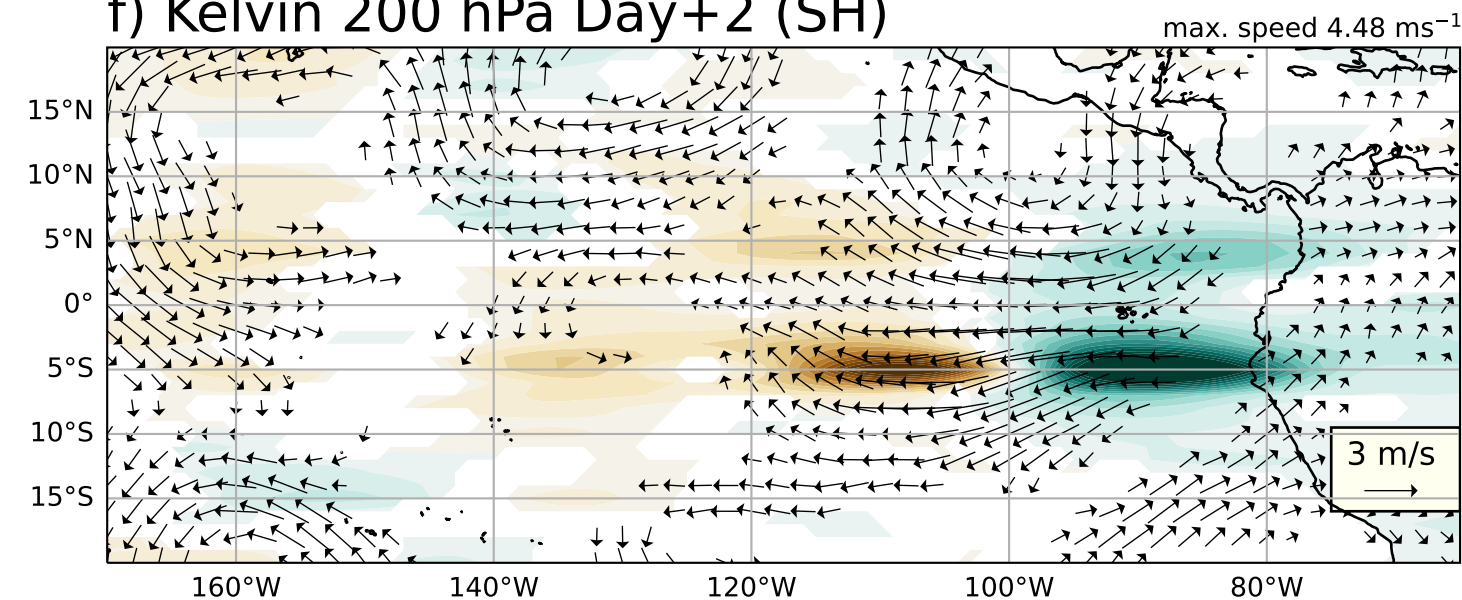 f) Kelvin 200 hPa Day+2 (SH)
max. speed 4.48 ms⁻¹
15°N
10°N
5°N
0°
5°S
10°S
15°S
3 m/s
160°W
140°W
120°W
100°W
80°W